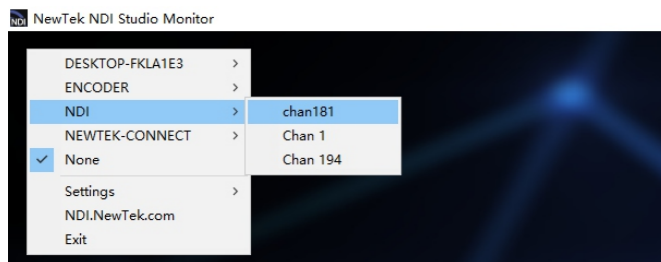 NDI NewTek NDI Studio Monitor
DESKTOP-FKLA1E3
ENCODER
NDI
NEWTEK-CONNECT
None
Settings
NDI.NewTek.com
Exit
chan181
Chan 1
Chan 194